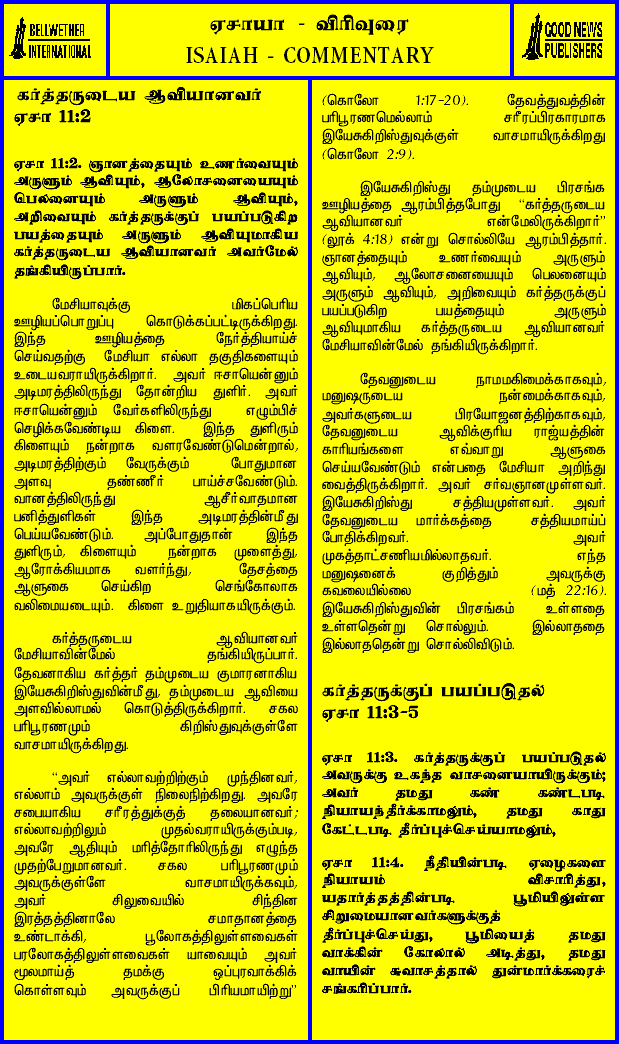 BELLWETHER
INTERNATIONAL
ஏசாயா - விரிவுரை
ISAIAH - COMMENTARY
GOOD NEWS
PUBLISHERS
கர்த்தருடைய ஆவியானவர்
ஏசா 11:2
ஏசா 11:2. ஞானத்தையும் உணர்வையும்
அருளும் ஆவியும், ஆலோசனையையும்
பெலனையும் அருளும் ஆவியும்,
அறிவையும் கர்த்தருக்குப் பயப்படுகிற
பயத்தையும் அருளும் ஆவியுமாகிய
கர்த்தருடைய ஆவியானவர் அவர்மேல்
தங்கியிருப்பார்.
மேசியாவுக்கு மிகப்பெரிய
ஊழியப்பொறுப்பு கொடுக்கப்பட்டிருக்கிறது.
இந்த ஊழியத்தை நேர்த்தியாய்ச்
செய்வதற்கு மேசியா எல்லா தகுதிகளையும்
உடையவராயிருக்கிறார். அவர் ஈசாயென்னும்
அடிமரத்திலிருந்து தோன்றிய துளிர். அவர்
ஈசாயென்னும் வேர்களிலிருந்து எழும்பிச்
செழிக்கவேண்டிய கிளை. இந்த துளிரும்
கிளையும் நன்றாக வளரவேண்டுமென்றால்,
அடிமரத்திற்கும் வேருக்கும் போதுமான
அளவு தண்ணீர் பாய்ச்சவேண்டும்.
வானத்திலிருந்து ஆசீர்வாதமான
பனித்துளிகள் இந்த அடிமரத்தின்மீது
பெய்யவேண்டும். அப்போதுதான் இந்த
துளிரும், கிளையும் நன்றாக முளைத்து,
ஆரோக்கியமாக வளர்ந்து, தேசத்தை
ஆளுகை செய்கிற செங்கோலாக
வலிமையடையும். கிளை உறுதியாகயிருக்கும்.
கர்த்தருடைய ஆவியானவர்
மேசியாவின்மேல் தங்கியிருப்பார்.
தேவனாகிய கர்த்தர் தம்முடைய குமாரனாகிய
இயேசுகிறிஸ்துவின்மீது, தம்முடைய ஆவியை
அளவில்லாமல் கொடுத்திருக்கிறார். சகல
பரிபூரணமும் கிறிஸ்துவுக்குள்ளே
வாசமாயிருக்கிறது.
“அவர் எல்லாவற்றிற்கும் முந்தினவர்,
எல்லாம் அவருக்குள் நிலைநிற்கிறது. அவரே
சபையாகிய சரீரத்துக்குத் தலையானவர்;
எல்லாவற்றிலும் முதல்வராயிருக்கும்படி,
அவரே ஆதியும் மரித்தோரிலிருந்து எழுந்த
முதற்பேறுமானவர். சகல பரிபூரணமும்
அவருக்குள்ளே வாசமாயிருக்கவும்,
அவர் சிலுவையில் சிந்தின
இரத்தத்தினாலே சமாதானத்தை
உண்டாக்கி, பூலோகத்திலுள்ளவைகள்
பரலோகத்திலுள்ளவைகள் யாவையும் அவர்
மூலமாய்த் தமக்கு ஒப்புரவாக்கிக்
கொள்ளவும் அவருக்குப் பிரியமாயிற்று”
(கொலோ 1:17-20). தேவத்துவத்தின்
பரிபூரணமெல்லாம் சரீரப்பிரகாரமாக
இயேசுகிறிஸ்துவுக்குள் வாசமாயிருக்கிறது
(கொலோ 2:9).
இயேசுகிறிஸ்து தம்முடைய பிரசங்க
ஊழியத்தை ஆரம்பித்தபோது “கர்த்தருடைய
ஆவியானவர் என்மேலிருக்கிறார்”
(லூக் 4:18) என்று சொல்லியே ஆரம்பித்தார்.
ஞானத்தையும் உணர்வையும் அருளும்
ஆவியும், ஆலோசனையையும் பெலனையும்
அருளும் ஆவியும், அறிவையும் கர்த்தருக்குப்
பயப்படுகிற பயத்தையும் அருளும்
ஆவியுமாகிய கர்த்தருடைய ஆவியானவர்
மேசியாவின்மேல் தங்கியிருக்கிறார்.
தேவனுடைய நாமமகிமைக்காகவும்,
மனுஷருடைய நன்மைக்காகவும்,
அவர்களுடைய பிரயோஜனத்திற்காகவும்,
தேவனுடைய ஆவிக்குரிய ராஜ்யத்தின்
காரியங்களை எவ்வாறு ஆளுகை
செய்யவேண்டும் என்பதை மேசியா அறிந்து
வைத்திருக்கிறார். அவர் சர்வஞானமுள்ளவர்.
இயேசுகிறிஸ்து சத்தியமுள்ளவர். அவர்
தேவனுடைய மார்க்கத்தை சத்தியமாய்ப்
போதிக்கிறவர். அவர்
முகத்தாட்சணியமில்லாதவர். எந்த
மனுஷனைக் குறித்தும் அவருக்கு
கவலையில்லை (மத் 22:16).
இயேசுகிறிஸ்துவின் பிரசங்கம் உள்ளதை
உள்ளதென்று சொல்லும். இல்லாததை
இல்லாததென்று சொல்லிவிடும்.
கர்த்தருக்குப் பயப்படுதல்
ஏசா 11:3-5
ஏசா 11:3. கர்த்தருக்குப் பயப்படுதல்
அவருக்கு உகந்த வாசனையாயிருக்கும்;
அவர் தமது கண் கண்டபடி
நியாயந்தீர்க்காமலும், தமது காது
கேட்டபடி தீர்ப்புச்செய்யாமலும்,
ஏசா 11:4. நீதியின்படி ஏழைகளை
நியாயம் விசாரித்து,
யதார்த்தத்தின்படி பூமியிலுள்ள
சிறுமையானவர்களுக்குத்
தீர்ப்புச்செய்து, பூமியைத் தமது
வாக்கின் கோலால் அடித்து, தமது
வாயின் சுவாசத்தால் துன்மார்க்கரைச்
சங்கரிப்பார்.